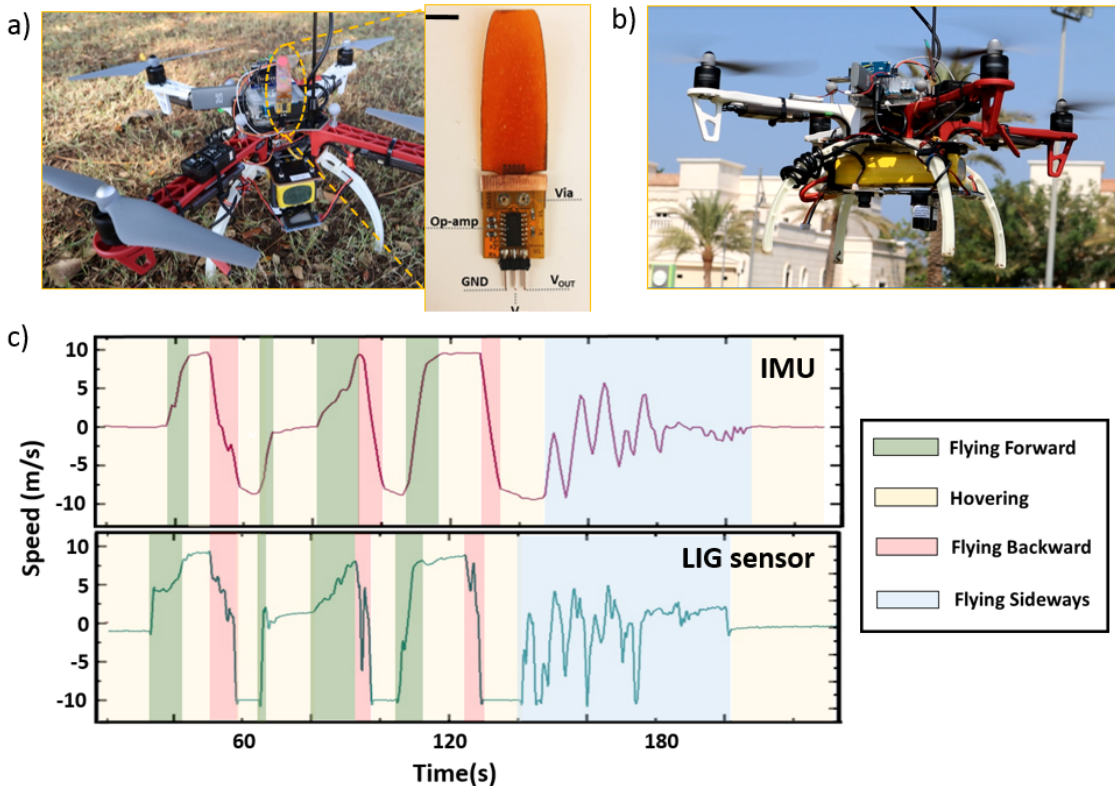 a)
b)
Via
Op-amp
GND
V_OUT
V
c)
IMU
LIG sensor
Speed (m/s)
10
5
0
-5
-10
10
5
0
-5
-10
60
120
180
Time(s)
Flying Forward
Hovering
Flying Backward
Flying Sideways